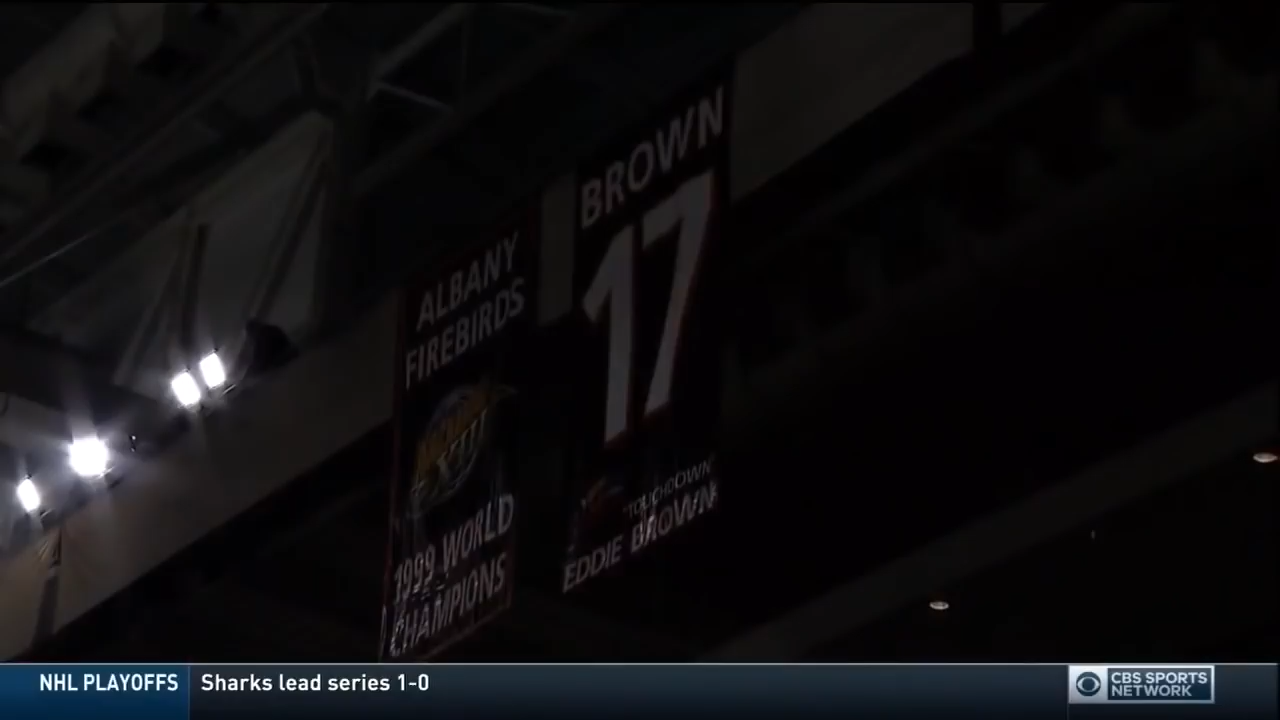 ALBANY
FIREBIRDS
XIII
1999 WORLD
CHAMPIONS
BROWN
17
"TOUCHDOWN"
EDDIE BROWN
NHL PLAYOFFS
Sharks lead series 1-0
CBS SPORTS
NETWORK